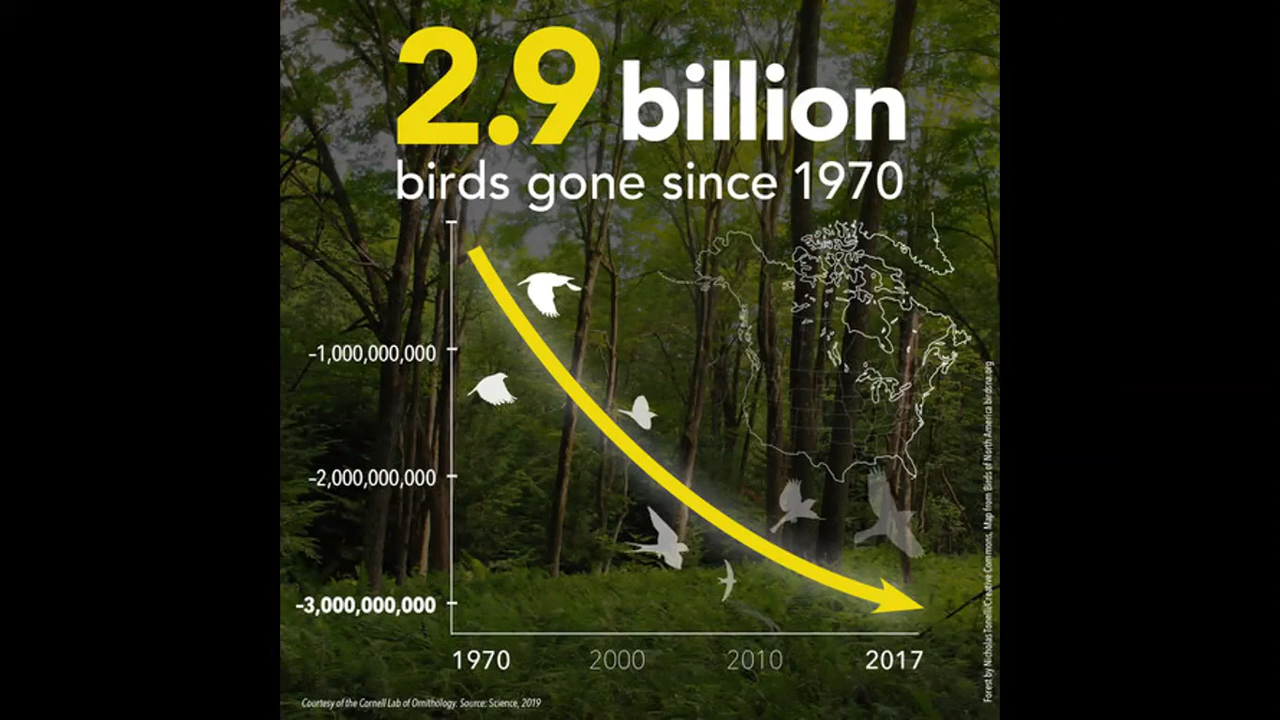 2.9 billion
birds gone since 1970
-1,000,000,000
-2,000,000,000
-3,000,000,000
1970 2000 2010 2017
Courtesy of the Cornell Lab of Ornithology. Source: Science, 2019
Forest by Nicholas Tonelli/Creative Commons, Map from Birds of North America birdsna.org